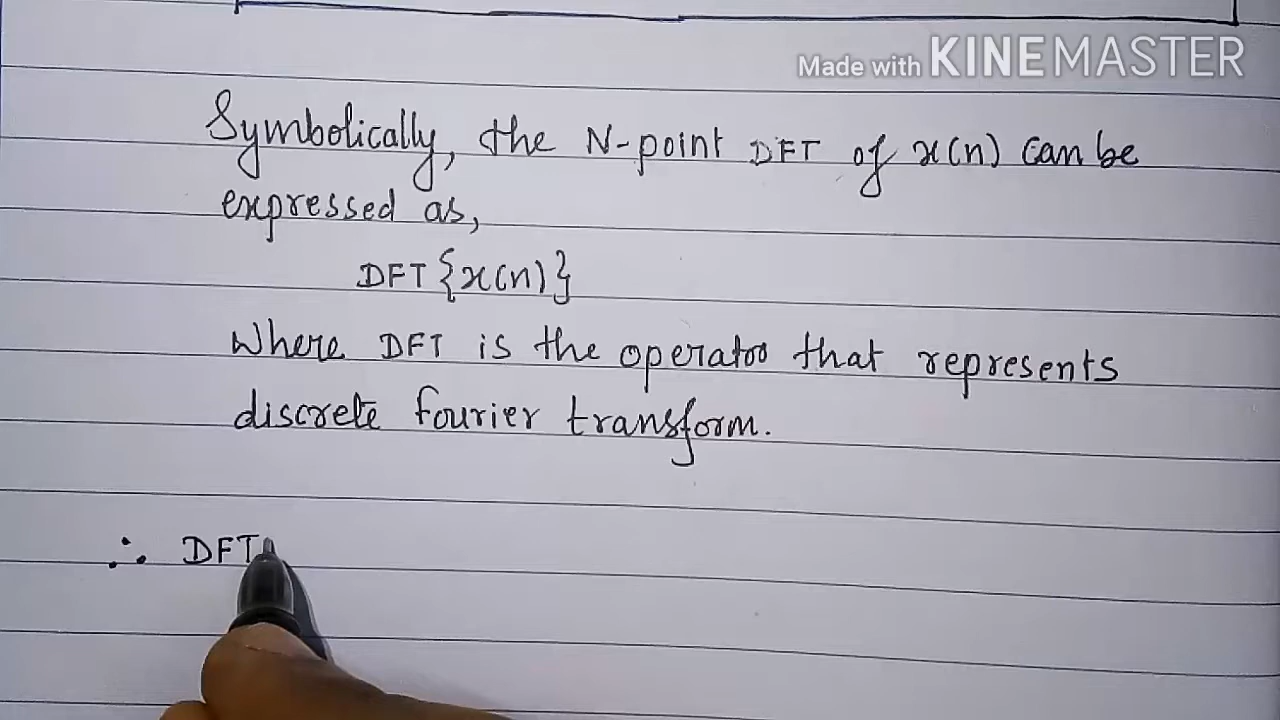 Made with KINEMASTER
Symbolically, the N-point DFT of x(n) can be
expressed as,
DFT{x(n)}
Where DFT is the operator that represents
discrete fourier transform.
∴ DFT